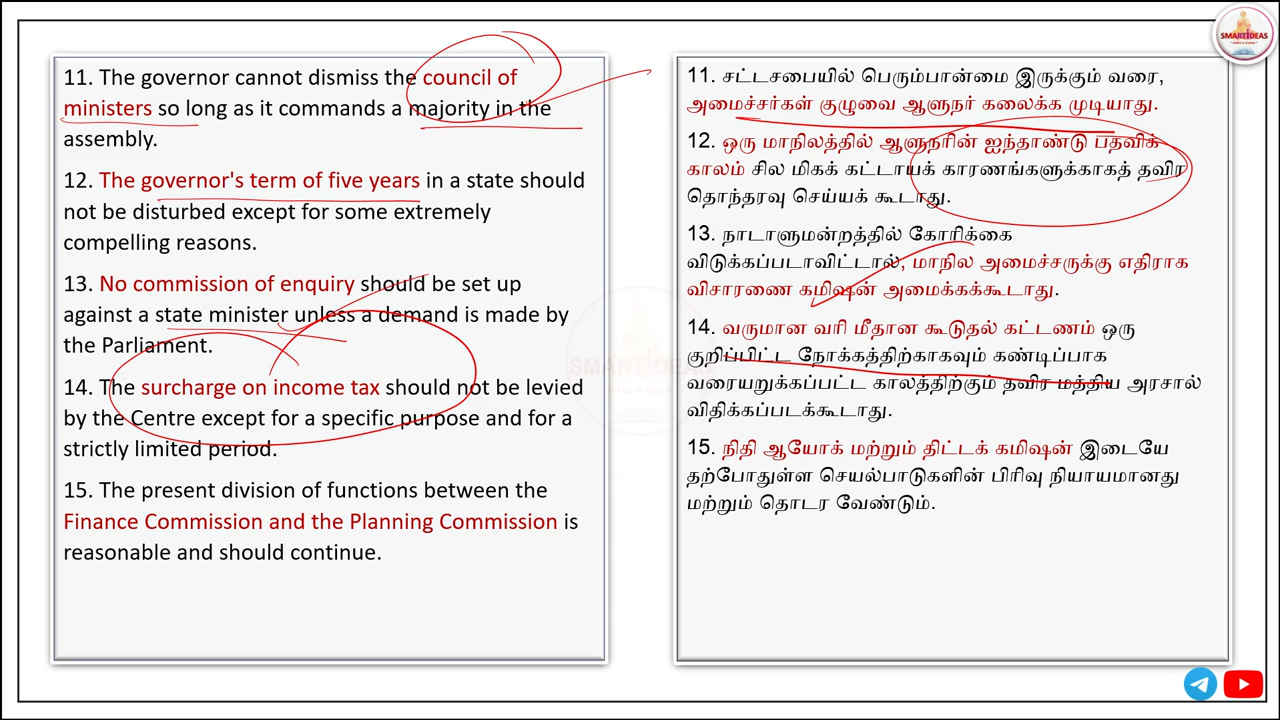 SMARTIDEAS
11. The governor cannot dismiss the council of
ministers so long as it commands a majority in the
assembly.
12. The governor's term of five years in a state should
not be disturbed except for some extremely
compelling reasons.
13. No commission of enquiry should be set up
against a state minister unless a demand is made by
the Parliament.
14. The surcharge on income tax should not be levied
by the Centre except for a specific purpose and for a
strictly limited period.
15. The present division of functions between the
Finance Commission and the Planning Commission is
reasonable and should continue.
11. சட்டசபையில் பெரும்பான்மை இருக்கும் வரை,
அமைச்சர்கள் குழுவை ஆளுநர் கலைக்க முடியாது.
12. ஒரு மாநிலத்தில் ஆளுநரின் ஐந்தாண்டு பதவிக்
காலம் சில மிகக் கட்டாயக் காரணங்களுக்காகத் தவிர
தொந்தரவு செய்யக் கூடாது.
13. நாடாளுமன்றத்தில் கோரிக்கை
விடுக்கப்படாவிட்டால், மாநில அமைச்சருக்கு எதிராக
விசாரணை கமிஷன் அமைக்கக்கூடாது.
14. வருமான வரி மீதான கூடுதல் கட்டணம் ஒரு
குறிப்பிட்ட நோக்கத்திற்காகவும் கண்டிப்பாக
வரையறுக்கப்பட்ட காலத்திற்கும் தவிர மத்திய அரசால்
விதிக்கப்படக்கூடாது.
15. நிதி ஆயோக் மற்றும் திட்டக் கமிஷன் இடையே
தற்போதுள்ள செயல்பாடுகளின் பிரிவு நியாயமானது
மற்றும் தொடர வேண்டும்.
SMARTIDEAS